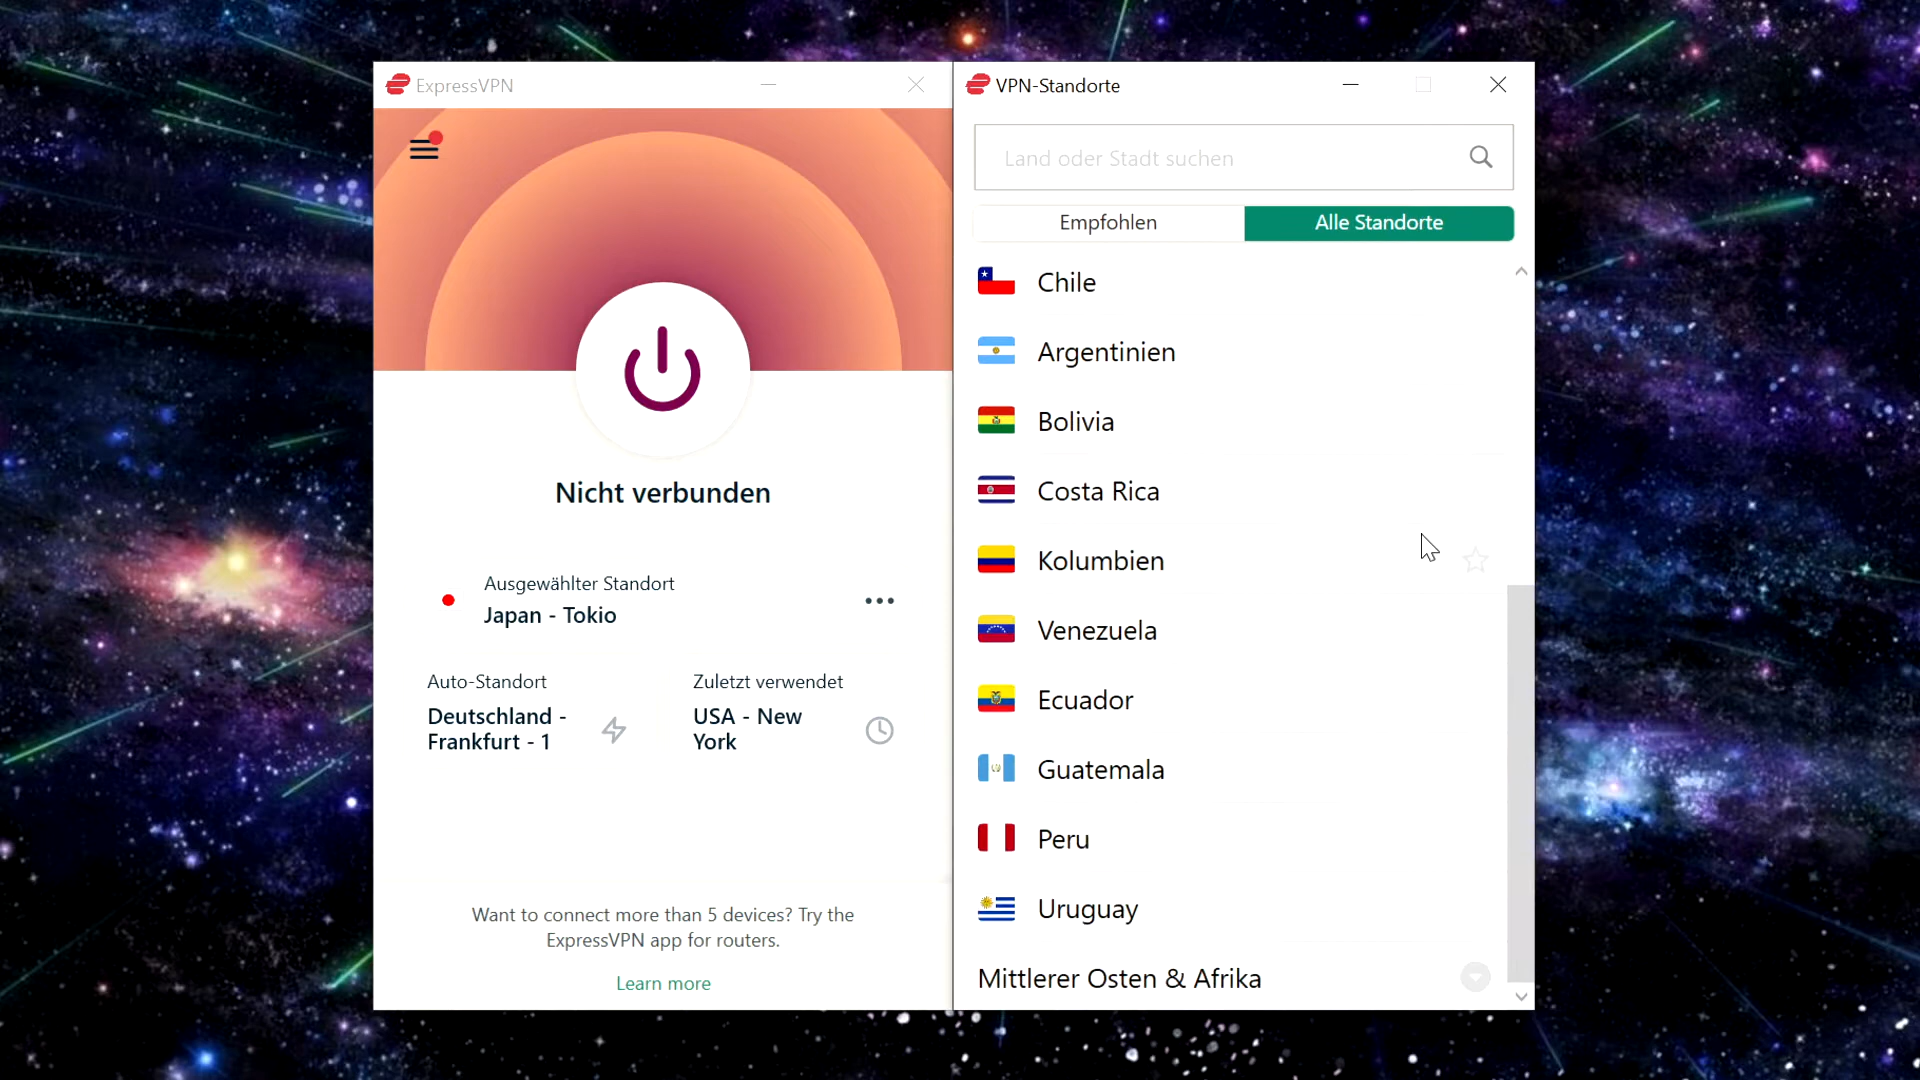 ExpressVPN
Nicht verbunden
Ausgewählter Standort
Japan - Tokio
Auto-Standort
Deutschland -
Frankfurt - 1
Zuletzt verwendet
USA - New
York
Want to connect more than 5 devices? Try the
ExpressVPN app for routers.
Learn more
VPN-Standorte
Land oder Stadt suchen
Empfohlen
Alle Standorte
Chile
Argentinien
Bolivia
Costa Rica
Kolumbien
Venezuela
Ecuador
Guatemala
Peru
Uruguay
Mittlerer Osten & Afrika